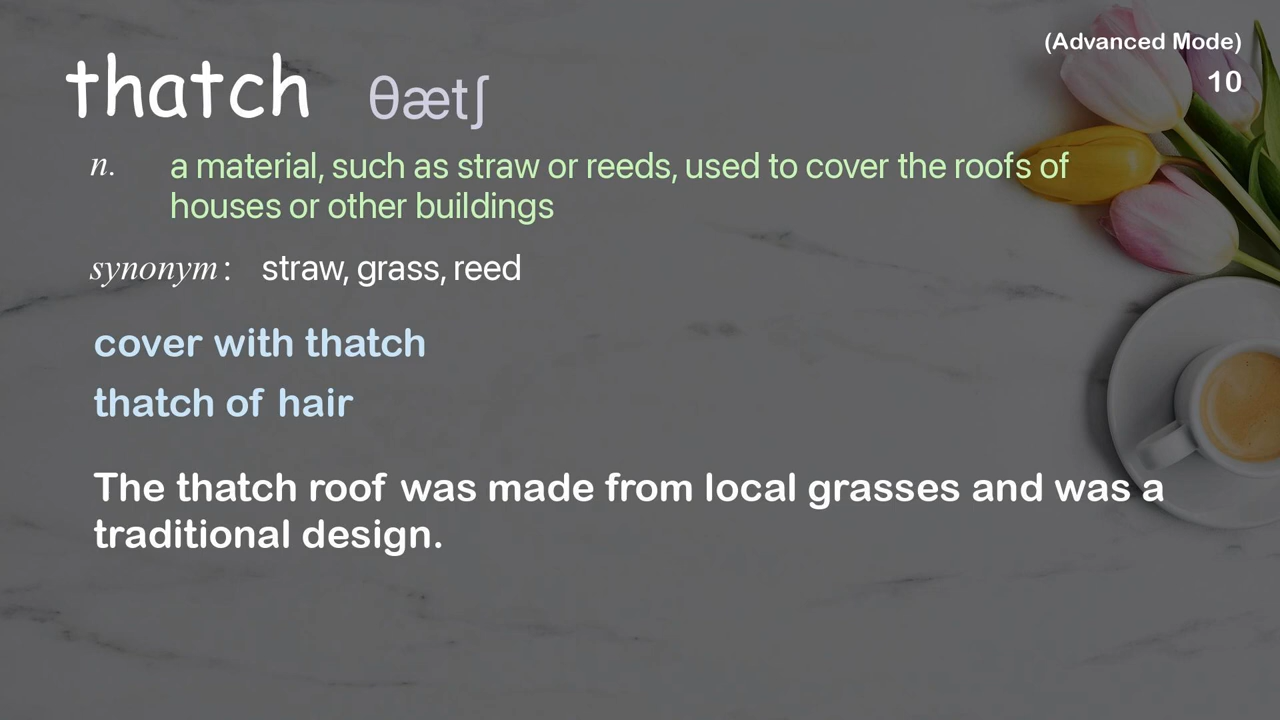 (Advanced Mode)
10
thatch θætʃ
n. a material, such as straw or reeds, used to cover the roofs of
houses or other buildings
synonym: straw, grass, reed
cover with thatch
thatch of hair
The thatch roof was made from local grasses and was a
traditional design.